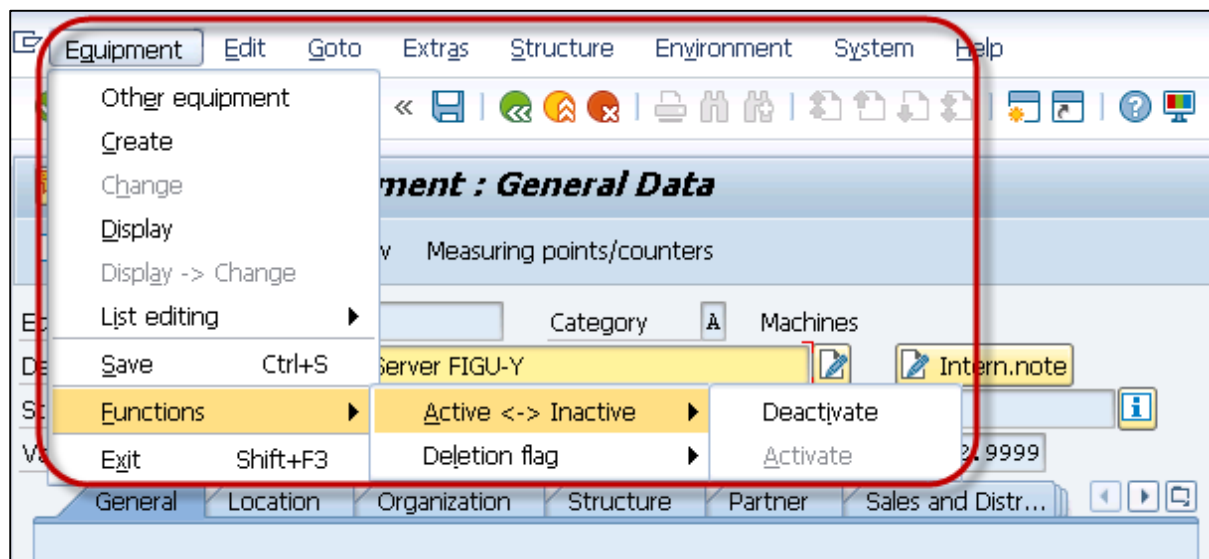 Equipment Edit Goto Extras Structure Environment System Help
Other equipment
Create
Change
ment : General Data
Display
Measuring points/counters
Display -> Change
List editing
Category A Machines
Save Ctrl+S
Server FIGU-Y
Intern.note
Functions
Active <-> Inactive
Deactivate
Exit Shift+F3
Deletion flag
Activate
.9999
General Location Organization Structure Partner Sales and Distr...